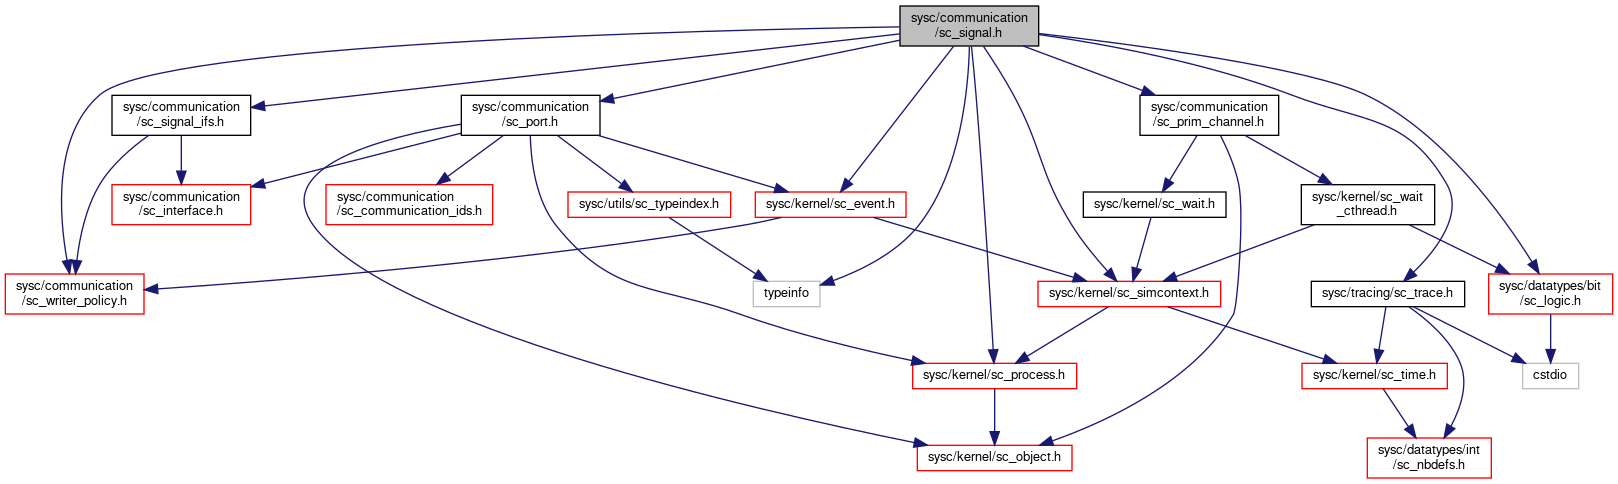 sysc/communication
/sc_signal.h
sysc/communication
/sc_signal_ifs.h
sysc/communication
/sc_port.h
sysc/communication
/sc_prim_channel.h
sysc/communication
/sc_interface.h
sysc/communication
/sc_communication_ids.h
sysc/utils/sc_typeindex.h
sysc/kernel/sc_event.h
sysc/kernel/sc_wait.h
sysc/kernel/sc_wait
_cthread.h
sysc/communication
/sc_writer_policy.h
typeinfo
sysc/kernel/sc_simcontext.h
sysc/tracing/sc_trace.h
sysc/datatypes/bit
/sc_logic.h
sysc/kernel/sc_process.h
sysc/kernel/sc_time.h
cstdio
sysc/kernel/sc_object.h
sysc/datatypes/int
/sc_nbdefs.h